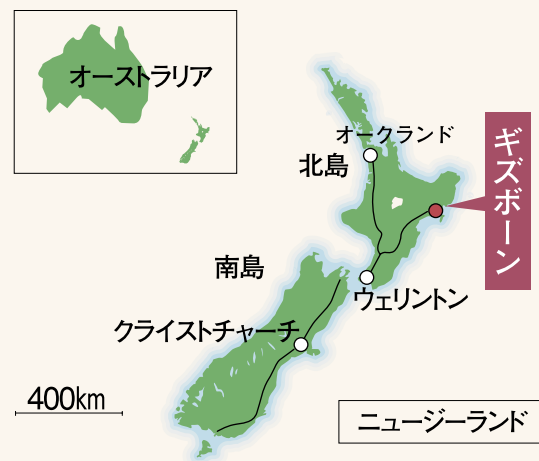 オーストラリア
オークランド
北島
ギズボーン
南島
ウェリントン
クライストチャーチ
400km
ニュージーランド